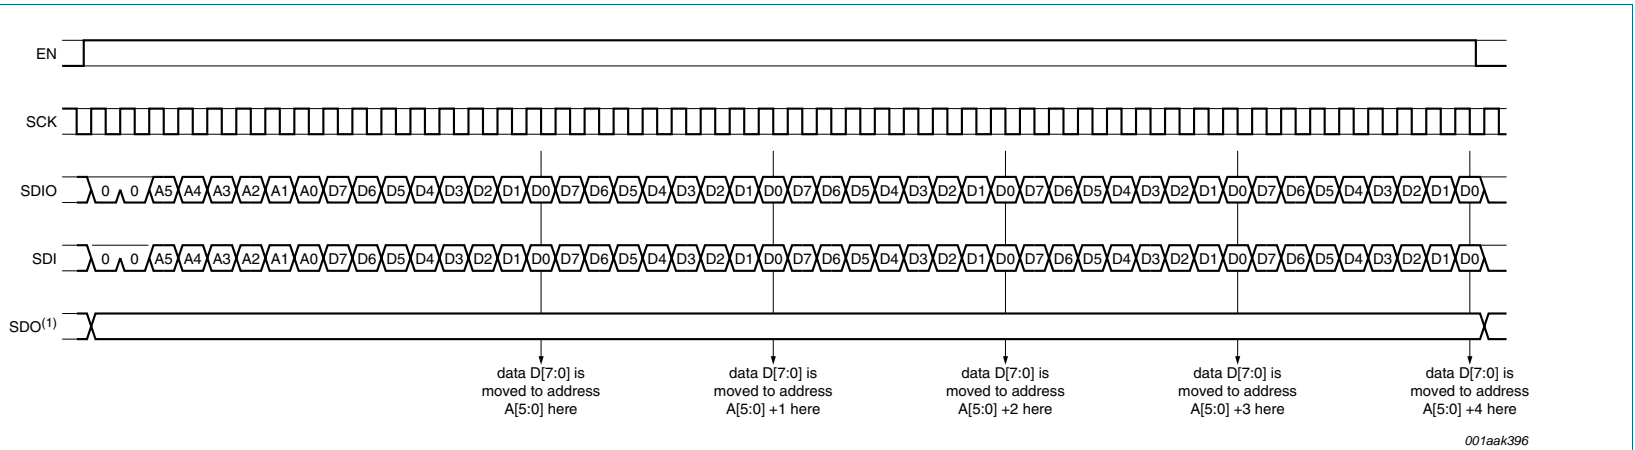 EN
SCK
SDIO 0 0 A5 A4 A3 A2 A1 A0 D7 D6 D5 D4 D3 D2 D1 D0 D7 D6 D5 D4 D3 D2 D1 D0 D7 D6 D5 D4 D3 D2 D1 D0 D7 D6 D5 D4 D3 D2 D1 D0 D7 D6 D5 D4 D3 D2 D1 D0
SDI 0 0 A5 A4 A3 A2 A1 A0 D7 D6 D5 D4 D3 D2 D1 D0 D7 D6 D5 D4 D3 D2 D1 D0 D7 D6 D5 D4 D3 D2 D1 D0 D7 D6 D5 D4 D3 D2 D1 D0 D7 D6 D5 D4 D3 D2 D1 D0
SDO(1)
data D[7:0] is
moved to address
A[5:0] here
data D[7:0] is
moved to address
A[5:0] +1 here
data D[7:0] is
moved to address
A[5:0] +2 here
data D[7:0] is
moved to address
A[5:0] +3 here
data D[7:0] is
moved to address
A[5:0] +4 here
001aak396